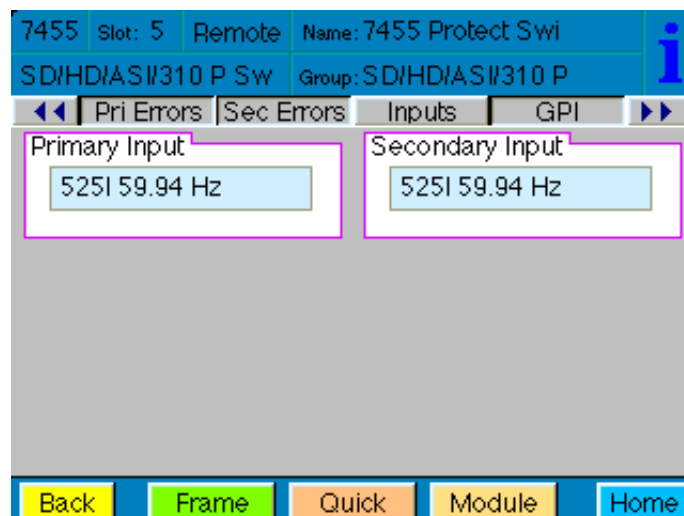 7455 Slot: 5 Remote Name: 7455 Protect Swi
SD/HD/ASI/310 P Sw Group: SD/HD/ASI/310 P
i
Pri Errors Sec Errors Inputs GPI
Primary Input Secondary Input
525I 59.94 Hz 525I 59.94 Hz
Back Frame Quick Module Home